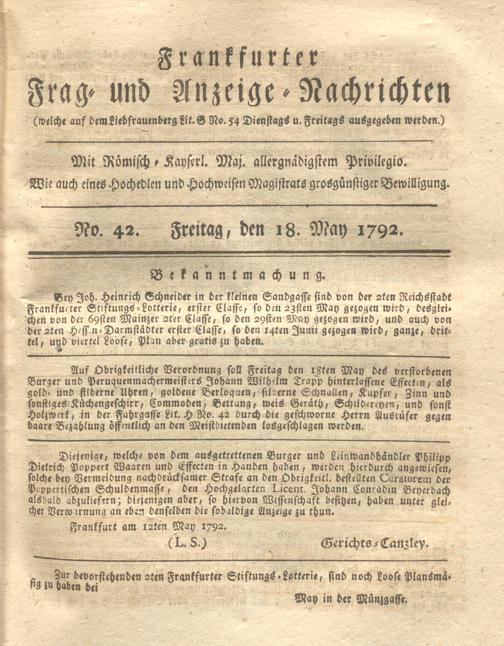 Frankfurter
Frag- und Anzeige-Nachrichten
(welche auf dem Liebfrauenberg Lit. G No. 54 Dienstags u. Freitags ausgegeben werden.)
Mit Römisch-Kayserl. Maj. allergnädigstem Privilegio.
Wie auch eines Hochedlen und Hochweisen Magistrats grosgünstiger Bewilligung.
No. 42. Freitag, den 18. May 1792.
Bekanntmachung.
Bey Joh. Heinrich Schneider in der kleinen Sandgasse sind von der 2ten Reichsstadt
Frankfurter Stiftungs-Lotterie, erster Classe, so den 23sten May gezogen wird, desglei-
chen von der 69sten Mainzer 2ter Classe, so den 29sten May gezogen wird, und auch von
der 2ten Hessen-Darmstädter erster Classe, so den 14ten Junii gezogen wird, ganze, drit-
tel, und viertel Loose, Plan aber gratis zu haben.
Auf Obrigkeitliche Verordnung soll Freitag den 18ten May des verstorbenen
Burger und Peruquenmachermeisters Johann Wilhelm Trapp hinterlassene Effecten, als
gold- und silberne Uhren, goldene Berloquen, silberne Schnallen, Kupfer, Zinn und
sonstiges Küchengeschirr, Commoden, Bettung, weis Geräth, Schildereyen, und sonst
Holzwerk, in der Fahrgasse Lit. H No. 42 durch die geschworne Herrn Ausrüfer gegen
baare Bezahlung öffentlich an den Meistbietenden losgeschlagen werden.
Diejenige, welche von dem ausgetrettenen Burger und Leinwandhändler Philipp
Dietrich Poppert Waaren und Effecten in Handen haben, werden hierdurch angewiesen,
solche bey Vermeidung nachdrücksamer Strafe an den Obrigkeitl. bestellten Curatorem der
Poppertischen Schuldenmasse, den Hochgelarten Licent. Johann Conradin Beyerbach
alsbald abzuliefern; diejenigen aber, so hiervon Wissenschaft besitzen, haben unter glei-
cher Verwarnung an eben denselben die sobaldige Anzeige zu thun.
Frankfurt am 12ten May 1792.
(L. S.) Gerichts-Canzley.
Zur bevorstehenden 2ten Frankfurter Stiftungs-Lotterie, sind noch Loose Plansmä-
sig zu haben bei
May in der Münzgasse.